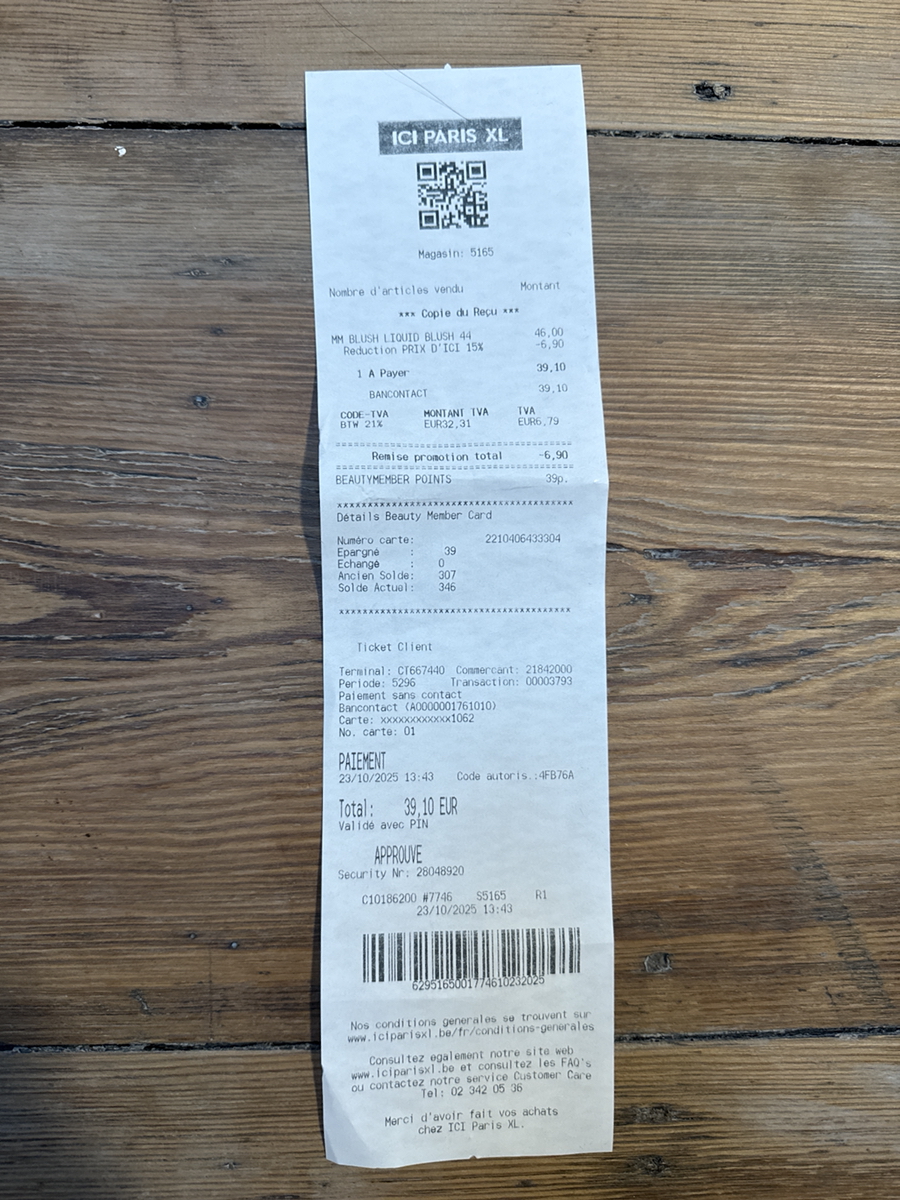 ICI PARIS XL
Magasin: 5165
Nombre d'articles vendu Montant
*** Copie du Reçu ***
MM BLUSH LIQUID BLUSH 44 46,00
Reduction PRIX D'ICI 15% -6,90
1 A Payer 39,10
BANCONTACT 39,10
CODE-TVA MONTANT TVA TVA
BTW 21% EUR32,31 EUR6,79
Remise promotion total -6,90
BEAUTYMEMBER POINTS 39p.
Détails Beauty Member Card
Numéro carte: 2210406433304
Epargné : 39
Echangé : 0
Ancien Solde: 307
Solde Actuel: 346
Ticket Client
Terminal: CT667440 Commercant: 21842000
Periode: 5296 Transaction: 00003793
Paiement sans contact
Bancontact (A0000001761010)
Carte: xxxxxxxxxxxx1062
No. carte: 01
PAIEMENT
23/10/2025 13:43 Code autoris.:4FB76A
Total: 39,10 EUR
Validé avec PIN
APPROUVE
Security Nr: 28048920
C10186200 #7746 S5165 R1
23/10/2025 13:43
6295165001774610232025
Nos conditions generales se trouvent sur
www.iciparisxl.be/fr/conditions-generales
Consultez egalement notre site web
www.iciparisxl.be et consultez les FAQ's
ou contactez notre service Customer Care
Tel: 02 342 05 36
Merci d'avoir fait vos achats
chez ICI Paris XL.